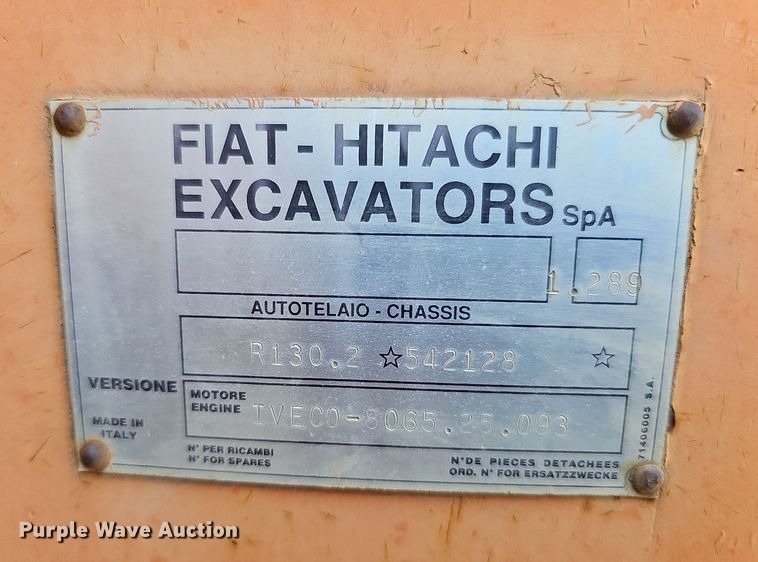 FIAT - HITACHI
EXCAVATORS SpA
1.289
AUTOTELAIO - CHASSIS
R130.2 ☆542128 ☆
VERSIONE
MOTORE
ENGINE IVECO-8065.25.093
MADE IN
ITALY
N° PER RICAMBI
N° FOR SPARES
N° DE PIECES DETACHEES
ORD. N° FOR ERSATZZWECKE
71406005 S.A.
Purple Wave Auction